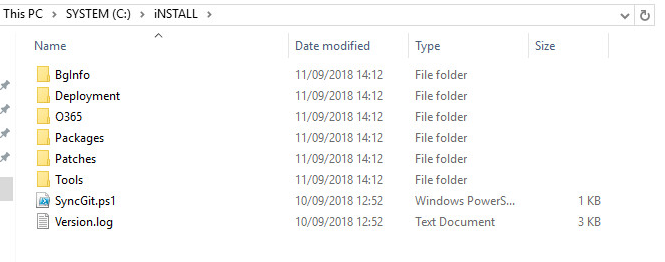 This PC > SYSTEM (C:) > iNSTALL >
Name Date modified Type Size
BgInfo 11/09/2018 14:12 File folder
Deployment 11/09/2018 14:12 File folder
O365 11/09/2018 14:12 File folder
Packages 11/09/2018 14:12 File folder
Patches 11/09/2018 14:12 File folder
Tools 11/09/2018 14:12 File folder
SyncGit.ps1 10/09/2018 12:52 Windows PowerS... 1 KB
Version.log 10/09/2018 12:52 Text Document 3 KB